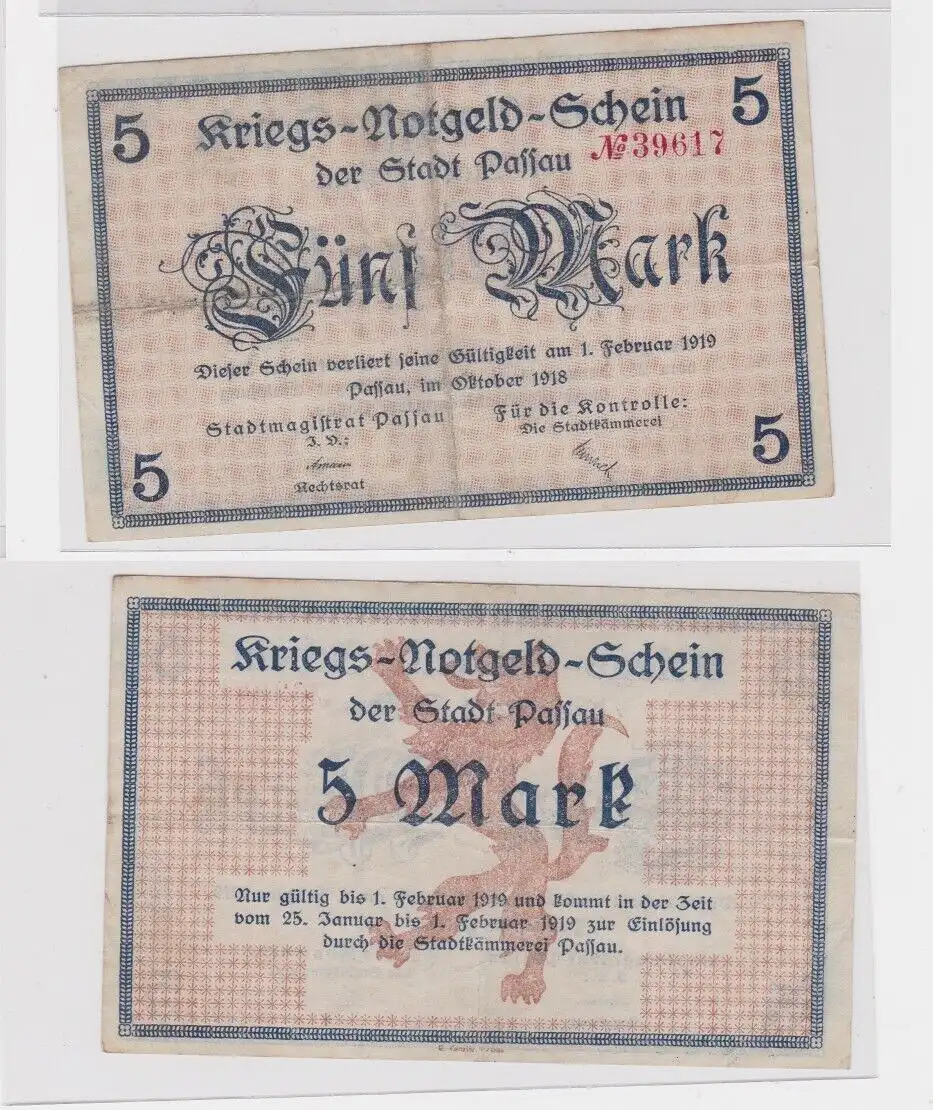 5 5
Kriegs-Notgeld-Schein
der Stadt Passau № 39617
Fünf Mark
Dieser Schein verliert seine Gültigkeit am 1. Februar 1919
Passau, im Oktober 1918
Stadtmagistrat Passau Für die Kontrolle:
J. V.: Die Stadtkämmerei
Rechtsrat
5 5
Kriegs-Notgeld-Schein
der Stadt Passau
5 Mark
Nur gültig bis 1. Februar 1919 und kommt in der Zeit
vom 25. Januar bis 1. Februar 1919 zur Einlösung
durch die Stadtkämmerei Passau.